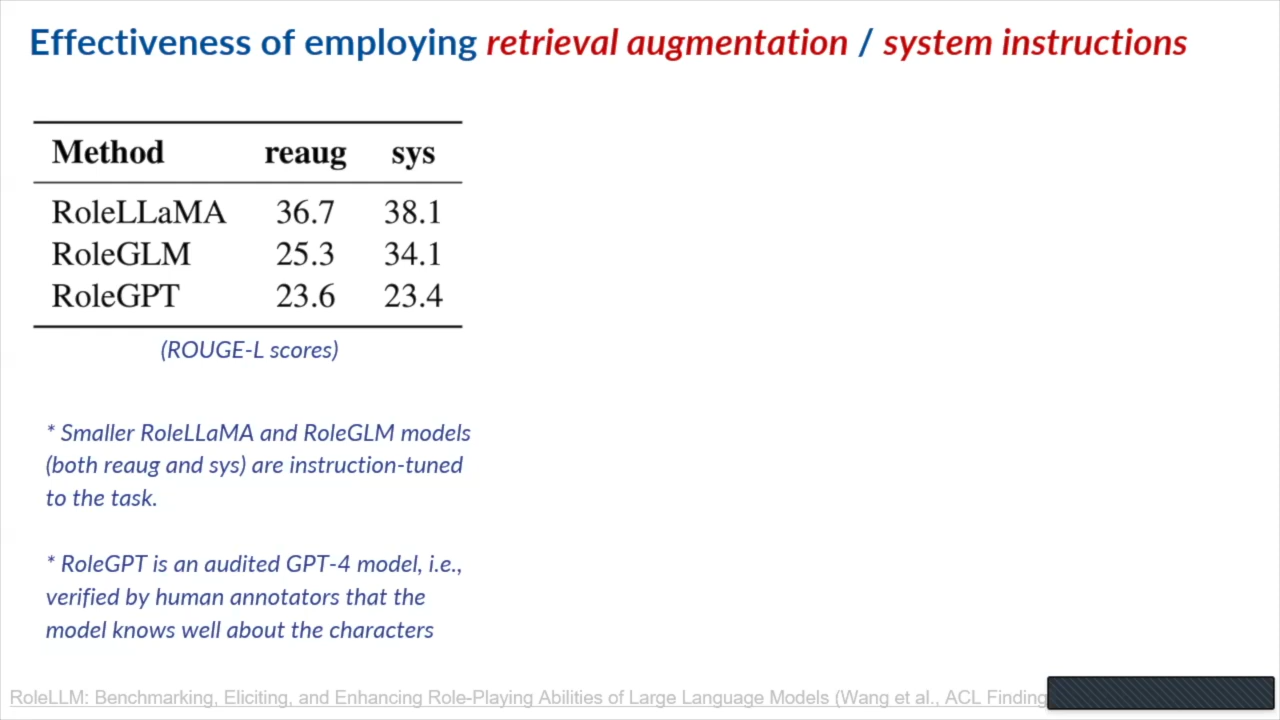 Effectiveness of employing retrieval augmentation / system instructions
Method reaug sys
RoleLLaMA 36.7 38.1
RoleGLM 25.3 34.1
RoleGPT 23.6 23.4
(ROUGE-L scores)
* Smaller RoleLLaMA and RoleGLM models
(both reaug and sys) are instruction-tuned
to the task.
* RoleGPT is an audited GPT-4 model, i.e.,
verified by human annotators that the
model knows well about the characters
RoleLLM: Benchmarking, Eliciting, and Enhancing Role-Playing Abilities of Large Language Models (Wang et al., ACL Finding